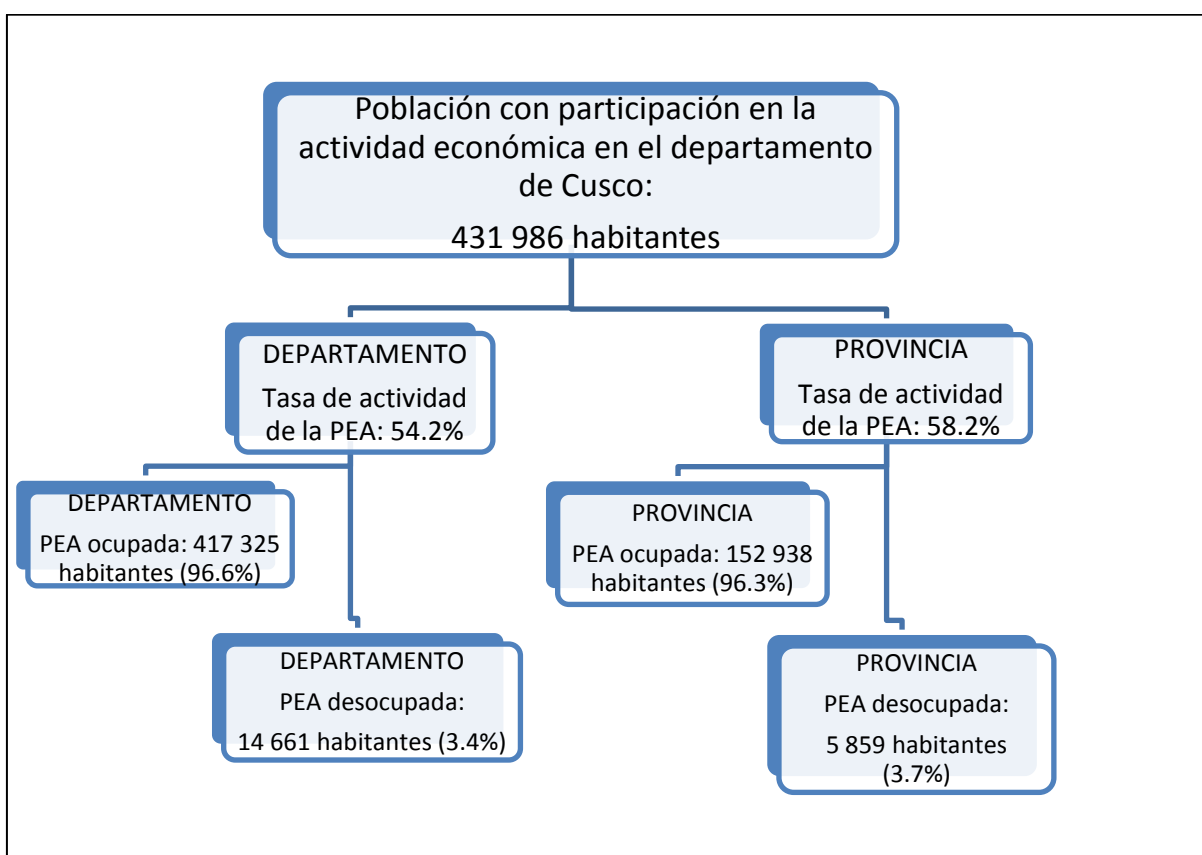 Población con participación en la
actividad económica en el departamento
de Cusco:
431 986 habitantes
DEPARTAMENTO
Tasa de actividad
de la PEA: 54.2%
PROVINCIA
Tasa de actividad
de la PEA: 58.2%
DEPARTAMENTO
PEA ocupada: 417 325
habitantes (96.6%)
PROVINCIA
PEA ocupada: 152 938
habitantes (96.3%)
DEPARTAMENTO
PEA desocupada:
14 661 habitantes (3.4%)
PROVINCIA
PEA desocupada:
5 859 habitantes
(3.7%)